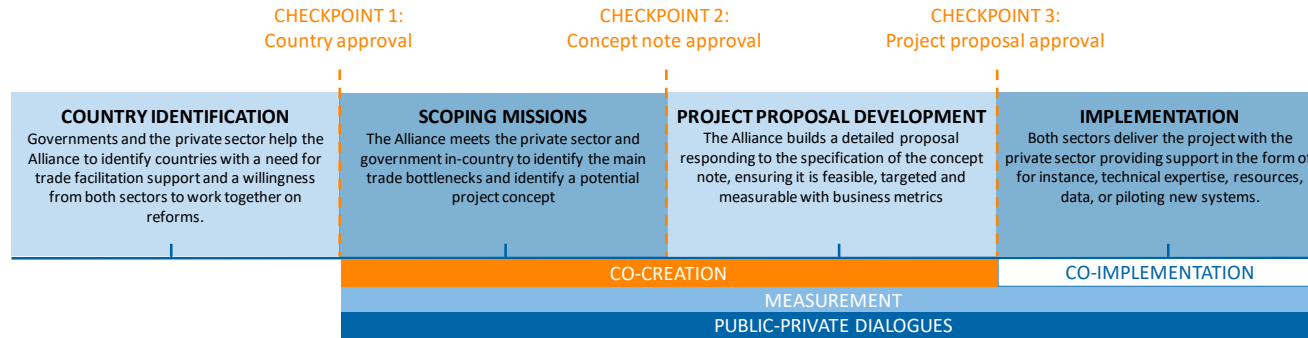 CHECKPOINT 1:
Country approval
CHECKPOINT 2:
Concept note approval
CHECKPOINT 3:
Project proposal approval
COUNTRY IDENTIFICATION
Governments and the private sector help the
Alliance to identify countries with a need for
trade facilitation support and a willingness
from both sectors to work together on
reforms.
SCOPING MISSIONS
The Alliance meets the private sector and
government in-country to identify the main
trade bottlenecks and identify a potential
project concept
PROJECT PROPOSAL DEVELOPMENT
The Alliance builds a detailed proposal
responding to the specification of the concept
note, ensuring it is feasible, targeted and
measurable with business metrics
IMPLEMENTATION
Both sectors deliver the project with the
private sector providing support in the form of
for instance, technical expertise, resources,
data, or piloting new systems.
CO-CREATION
CO-IMPLEMENTATION
MEASUREMENT
PUBLIC-PRIVATE DIALOGUES